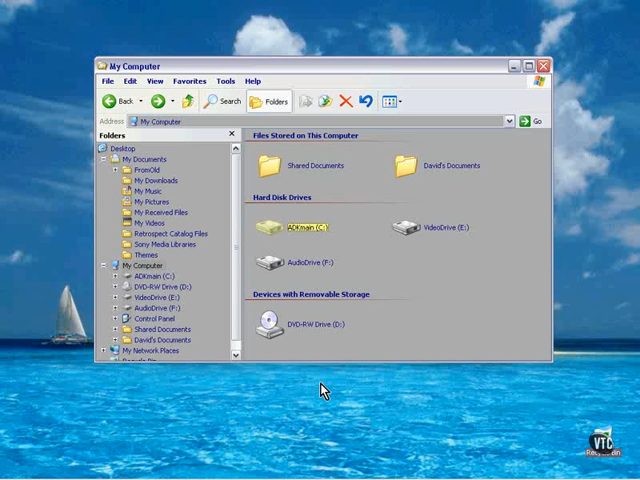 My Computer
File Edit View Favorites Tools Help
Back Search Folders
Address My Computer Go
Folders
Desktop
My Documents
FromOld
My Downloads
My Music
My Pictures
My Received Files
My Videos
Retrospect Catalog Files
Sony Media Libraries
Themes
My Computer
ADKmain (C:)
DVD-RW Drive (D:)
VideoDrive (E:)
AudioDrive (F:)
Control Panel
Shared Documents
David's Documents
My Network Places
Recycle Bin
Files Stored on This Computer
Shared Documents David's Documents
Hard Disk Drives
ADKmain (C:) VideoDrive (E:)
AudioDrive (F:)
Devices with Removable Storage
DVD-RW Drive (D:)
VTC
Recycle Bin